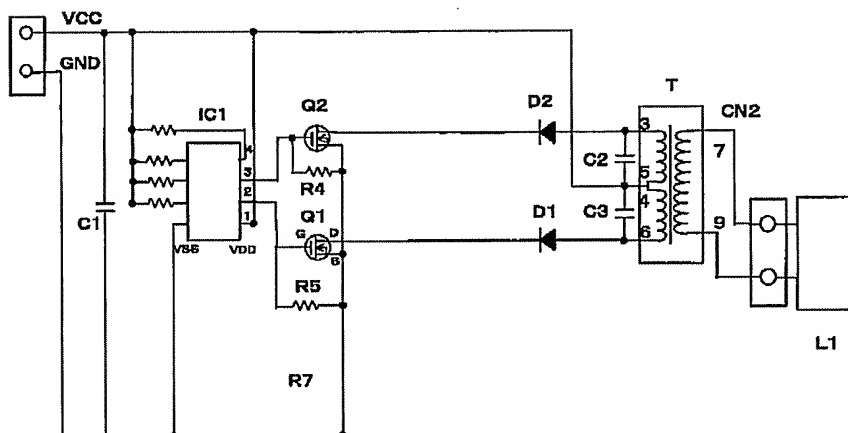 VCC
GND
IC1
Q2
D2
T
CN2
4
3
2
1
R4
C2
3
5
4
6
7
9
C1
VSS
VDD
Q1
G
D
S
D1
C3
R5
L1
R7